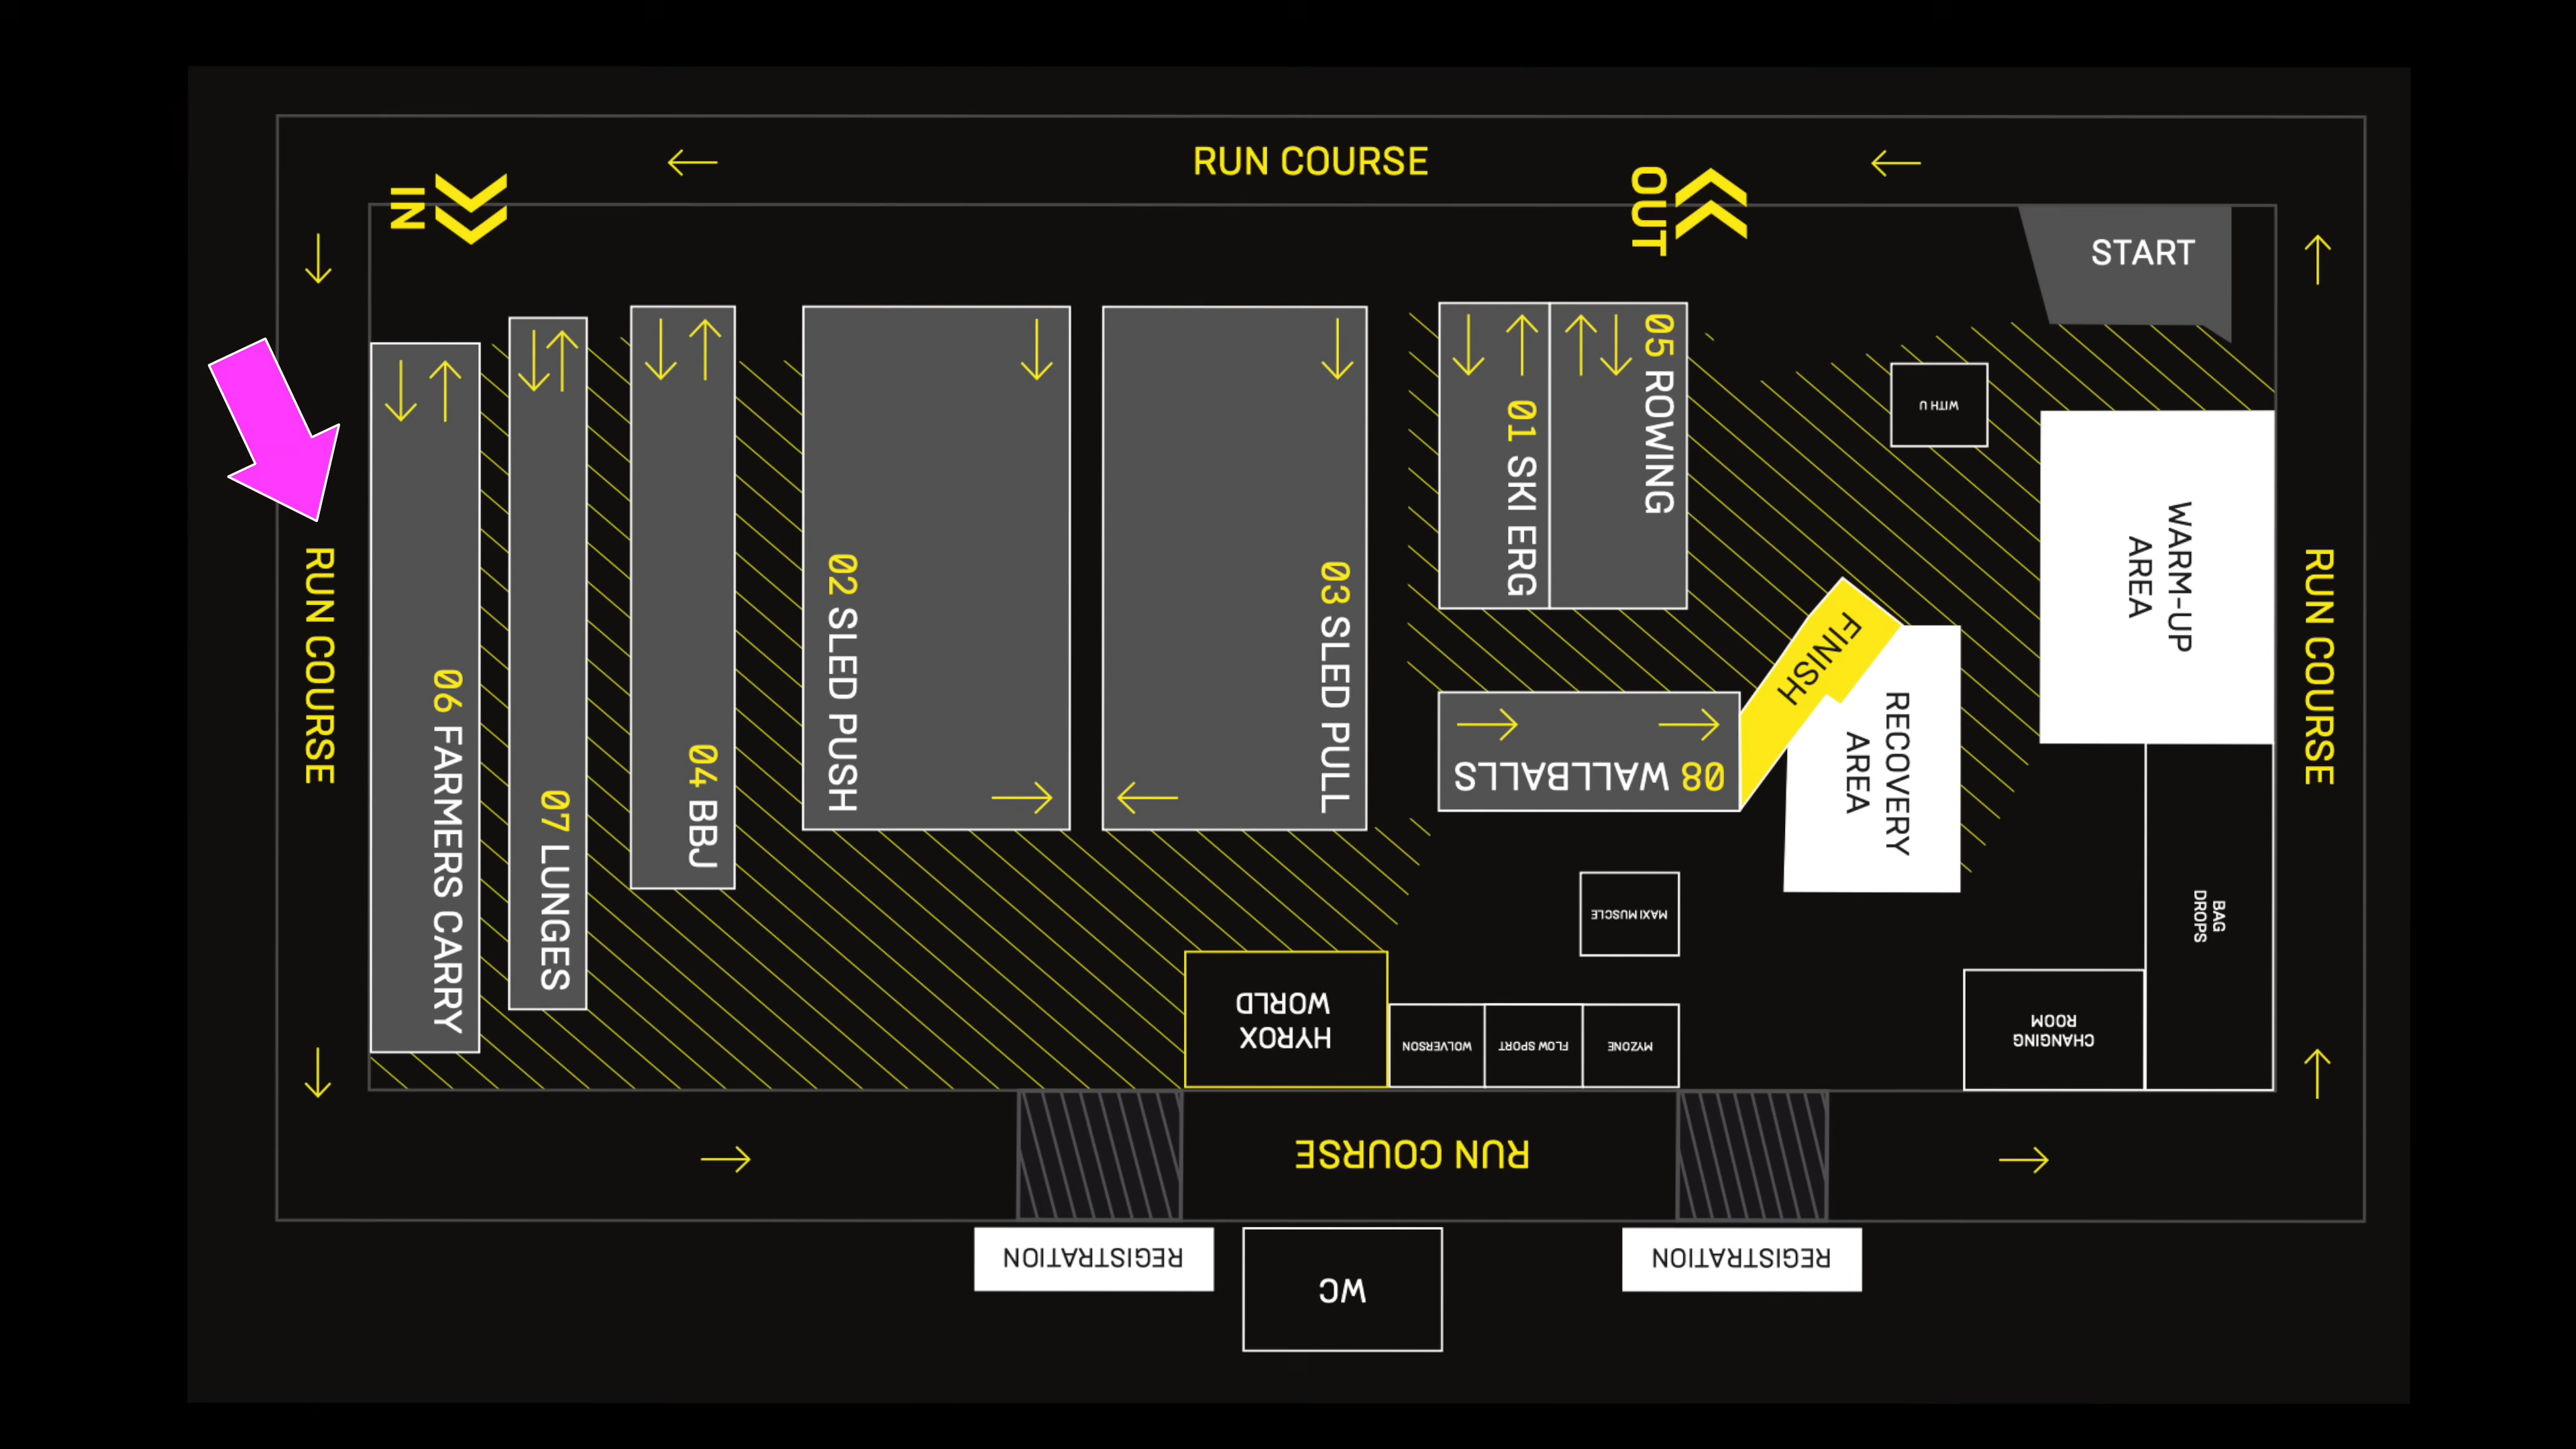 RUN COURSE
IN
OUT
START
05 ROWING
01 SKI ERG
WITH U
WARM-UP
AREA
RUN COURSE
RUN COURSE
02 SLED PUSH
03 SLED PULL
FINISH
06 FARMERS CARRY
07 LUNGES
04 BBJ
08 WALLBALLS
RECOVERY
AREA
MAXI MUSCLE
BAG
DROPS
HYROX
WORLD
WOLVERSON
FLOW SPORT
MYZONE
CHANGING
ROOM
RUN COURSE
REGISTRATION
WC
REGISTRATION